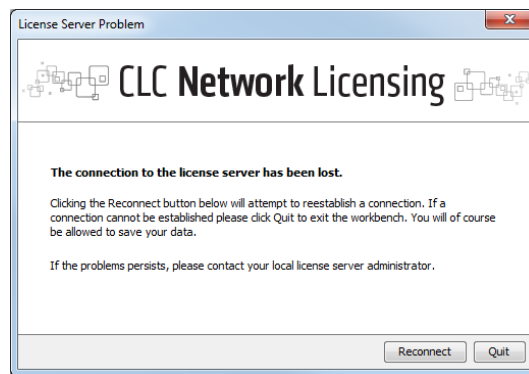 License Server Problem
CLC Network Licensing
The connection to the license server has been lost.
Clicking the Reconnect button below will attempt to reestablish a connection. If a
connection cannot be established please click Quit to exit the workbench. You will of course
be allowed to save your data.
If the problems persists, please contact your local license server administrator.
Reconnect
Quit